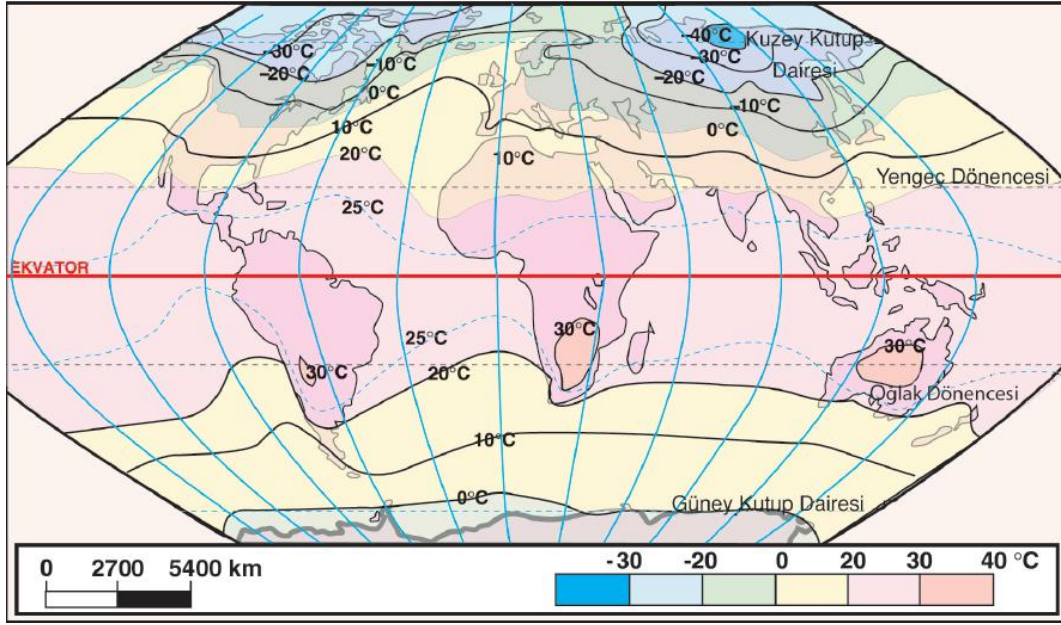 -40°C Kuzey Kutup
-30°C
-30°C
Dairesi
-10°C
-20°C
-20°C
0°C
-10°C
10°C
0°C
20°C
10°C
Yengeç Dönencesi
25°C
EKVATOR
30°C
25°C
30°C
30°C
20°C
Oğlak Dönencesi
10°C
0°C
Güney Kutup Dairesi
0 2700 5400 km
-30 -20 0 20 30 40 °C